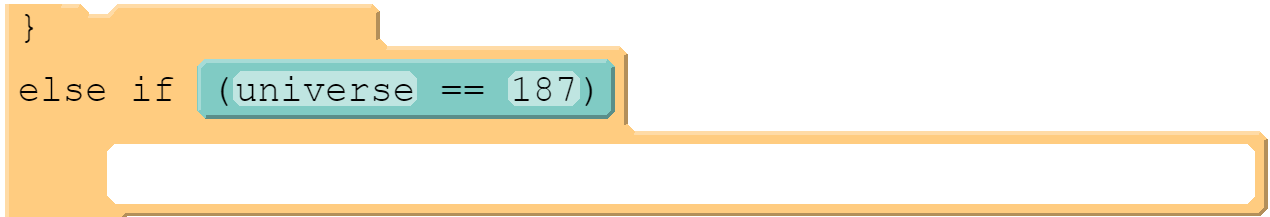 }
else if (universe == 187)